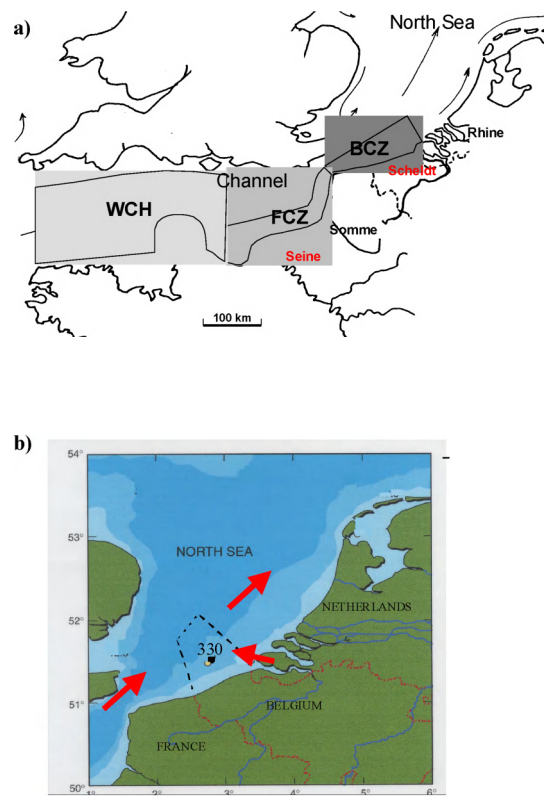 a)
North Sea
Rhine
BCZ
Scheldt
Channel
WCH
FCZ
Somme
Seine
100 km
b)
54°
53°
NORTH SEA
NETHERLANDS
52°
330
51°
BELGIUM
FRANCE
50°
1° 2° 3° 4° 5° 6°